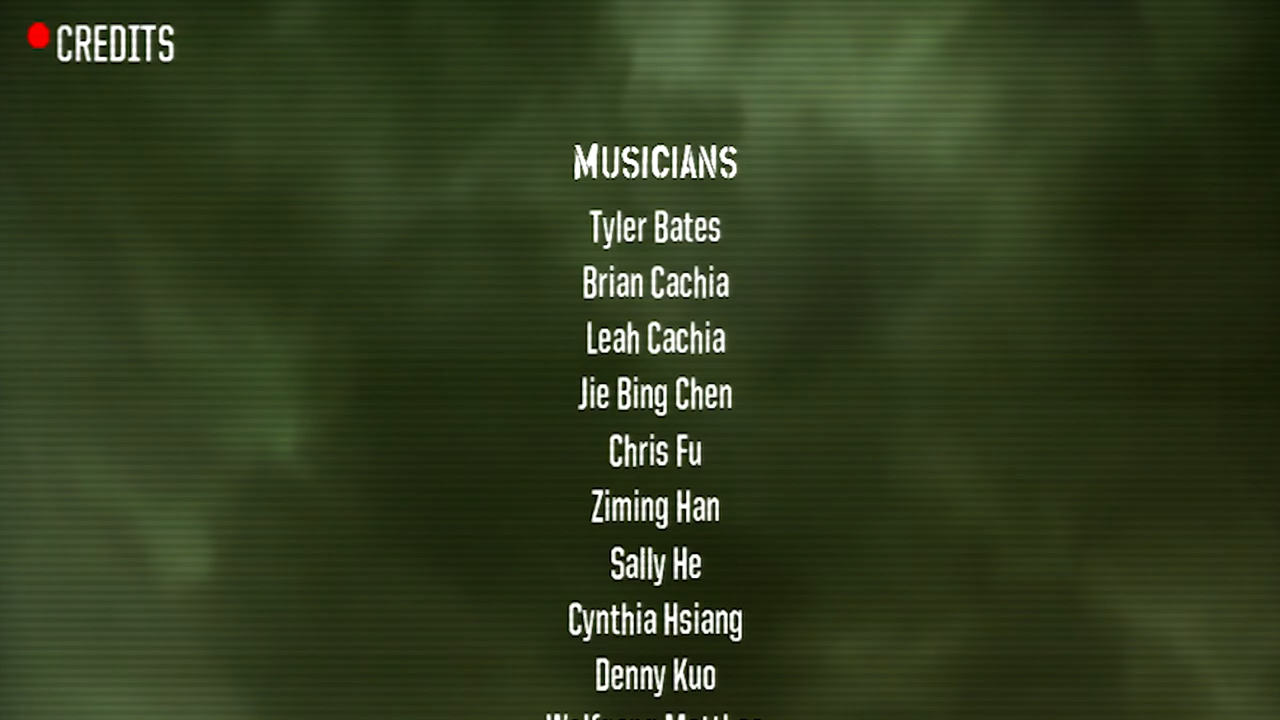 CREDITS
MUSICIANS
Tyler Bates
Brian Cachia
Leah Cachia
Jie Bing Chen
Chris Fu
Ziming Han
Sally He
Cynthia Hsiang
Denny Kuo